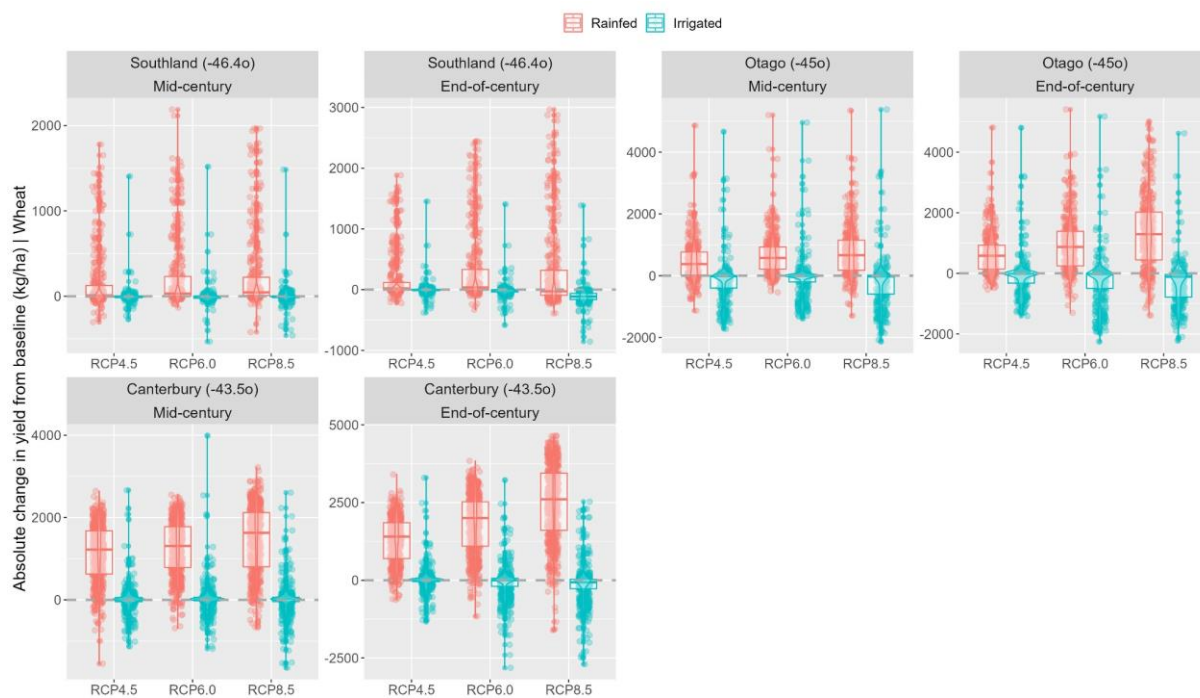 Rainfed Irrigated
Absolute change in yield from baseline (kg/ha) | Wheat
Southland (-46.4o)
Mid-century
2000
1000
0
RCP4.5 RCP6.0 RCP8.5
Southland (-46.4o)
End-of-century
3000
2000
1000
0
-1000
RCP4.5 RCP6.0 RCP8.5
Otago (-45o)
Mid-century
4000
2000
0
-2000
RCP4.5 RCP6.0 RCP8.5
Otago (-45o)
End-of-century
4000
2000
0
-2000
RCP4.5 RCP6.0 RCP8.5
Canterbury (-43.5o)
Mid-century
4000
2000
0
RCP4.5 RCP6.0 RCP8.5
Canterbury (-43.5o)
End-of-century
5000
2500
0
-2500
RCP4.5 RCP6.0 RCP8.5